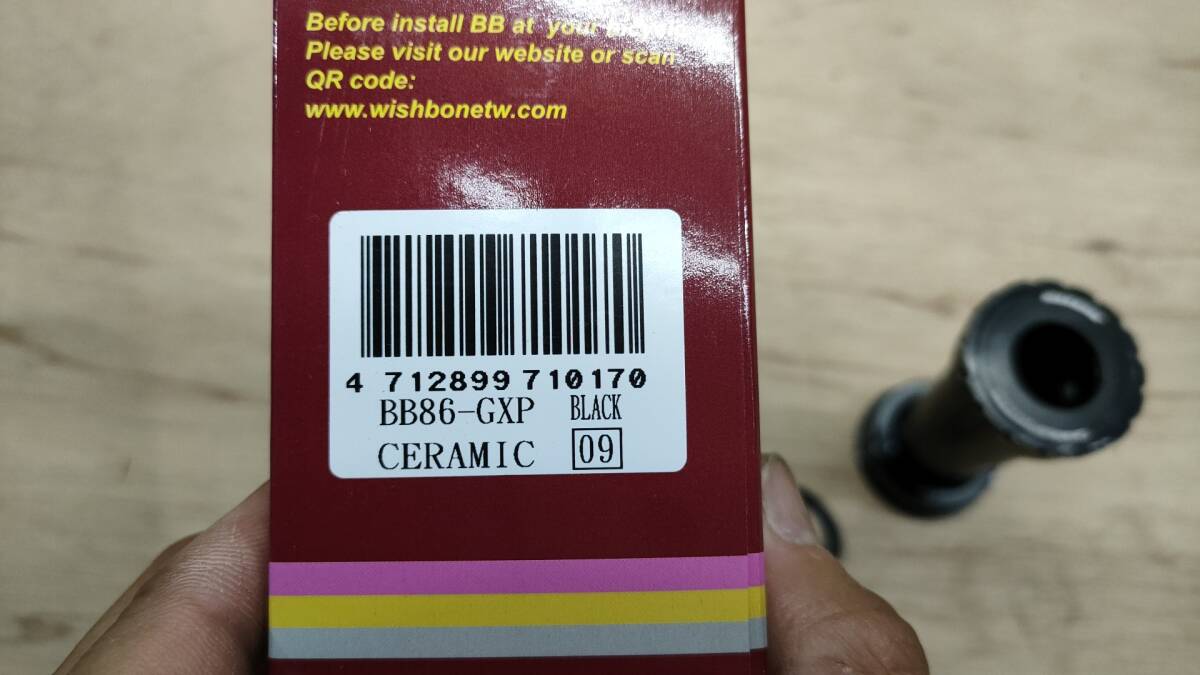 Before install BB at your
Please visit our website or scan
QR code:
www.wishbonetw.com
4 712899 710170
BB86-GXP BLACK
CERAMIC 09